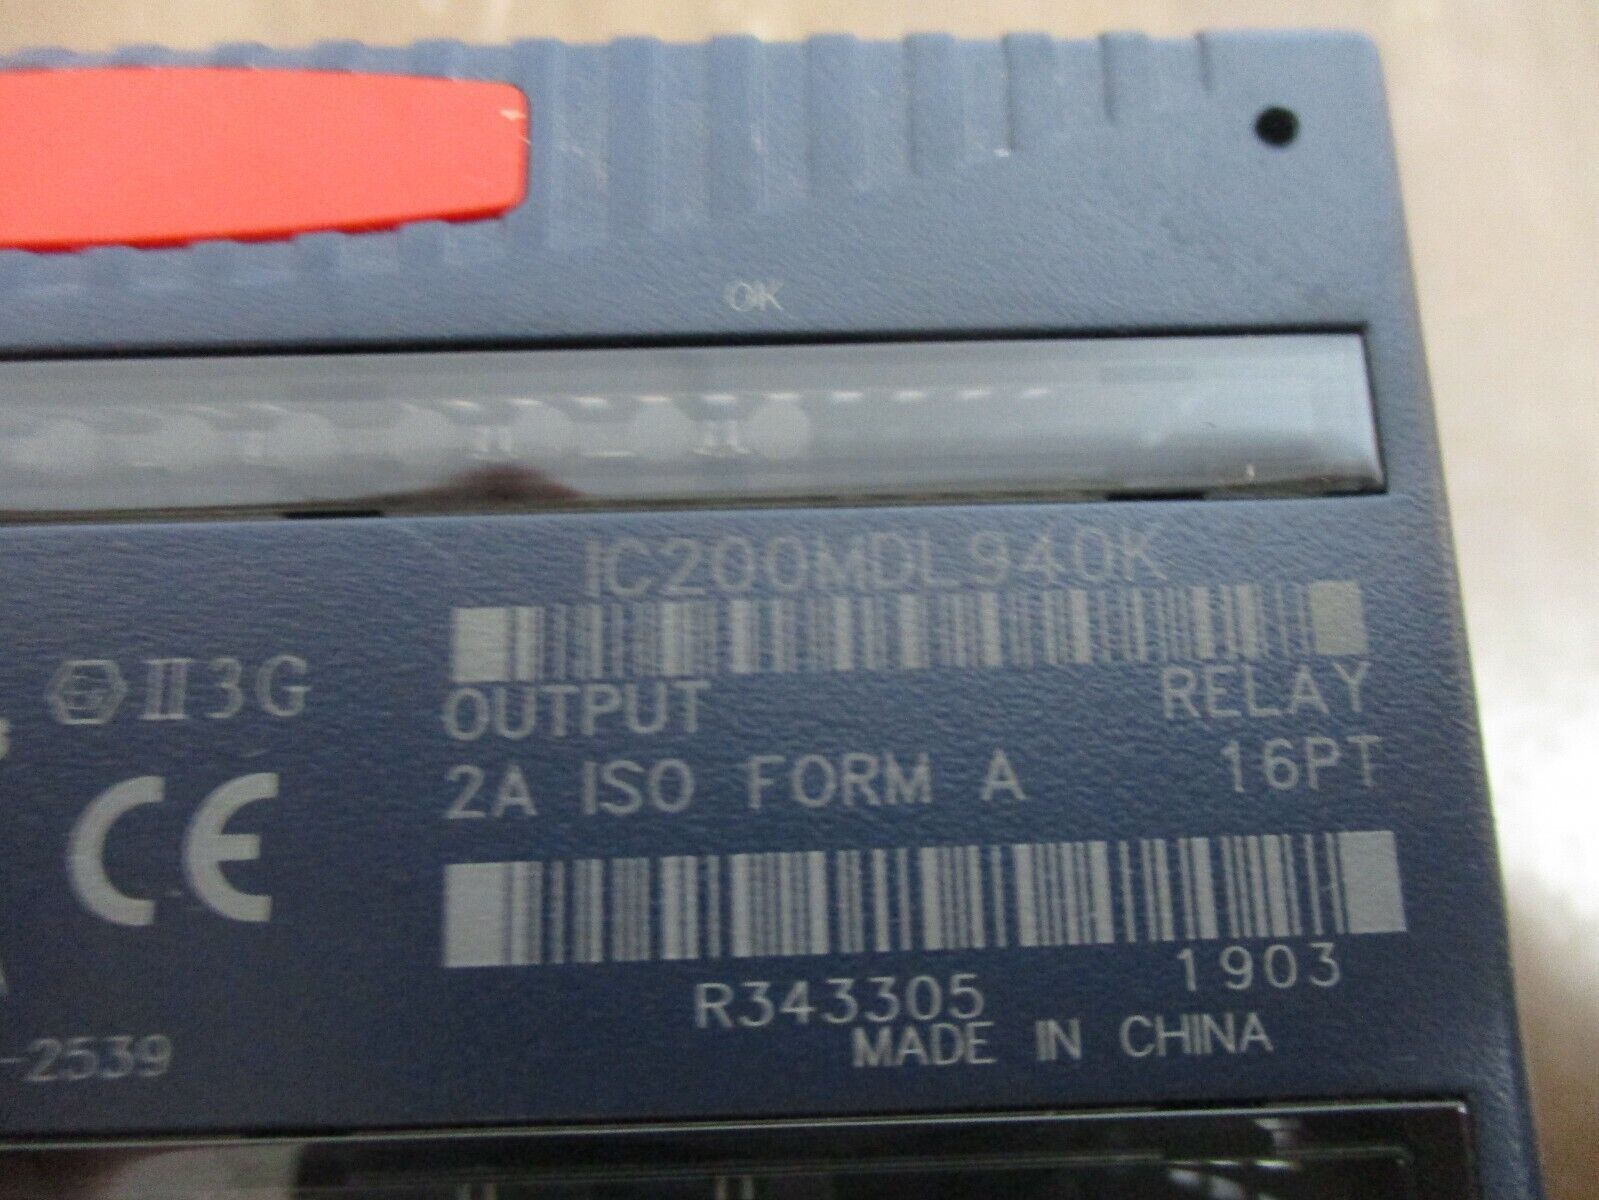 OK
IC200MDL940K
II 3G
OUTPUT RELAY
2A ISO FORM A 16PT
CE
R343305 1903
MADE IN CHINA
-2539